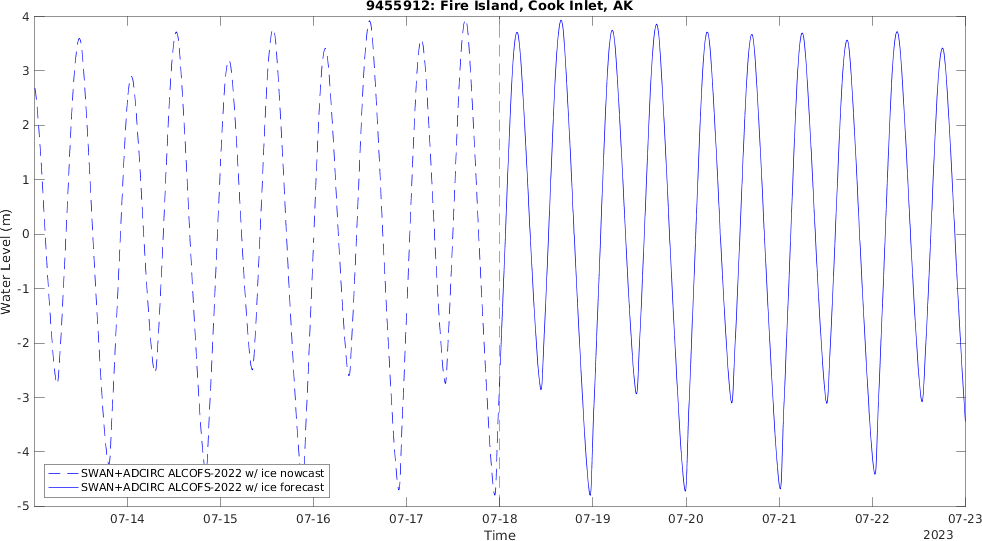 9455912: Fire Island, Cook Inlet, AK
4
3
2
1
0
-1
-2
-3
-4
-5
Water Level (m)
SWAN+ADCIRC ALCOFS-2022 w/ ice nowcast
SWAN+ADCIRC ALCOFS-2022 w/ ice forecast
07-14 07-15 07-16 07-17 07-18 07-19 07-20 07-21 07-22 07-23
Time
2023